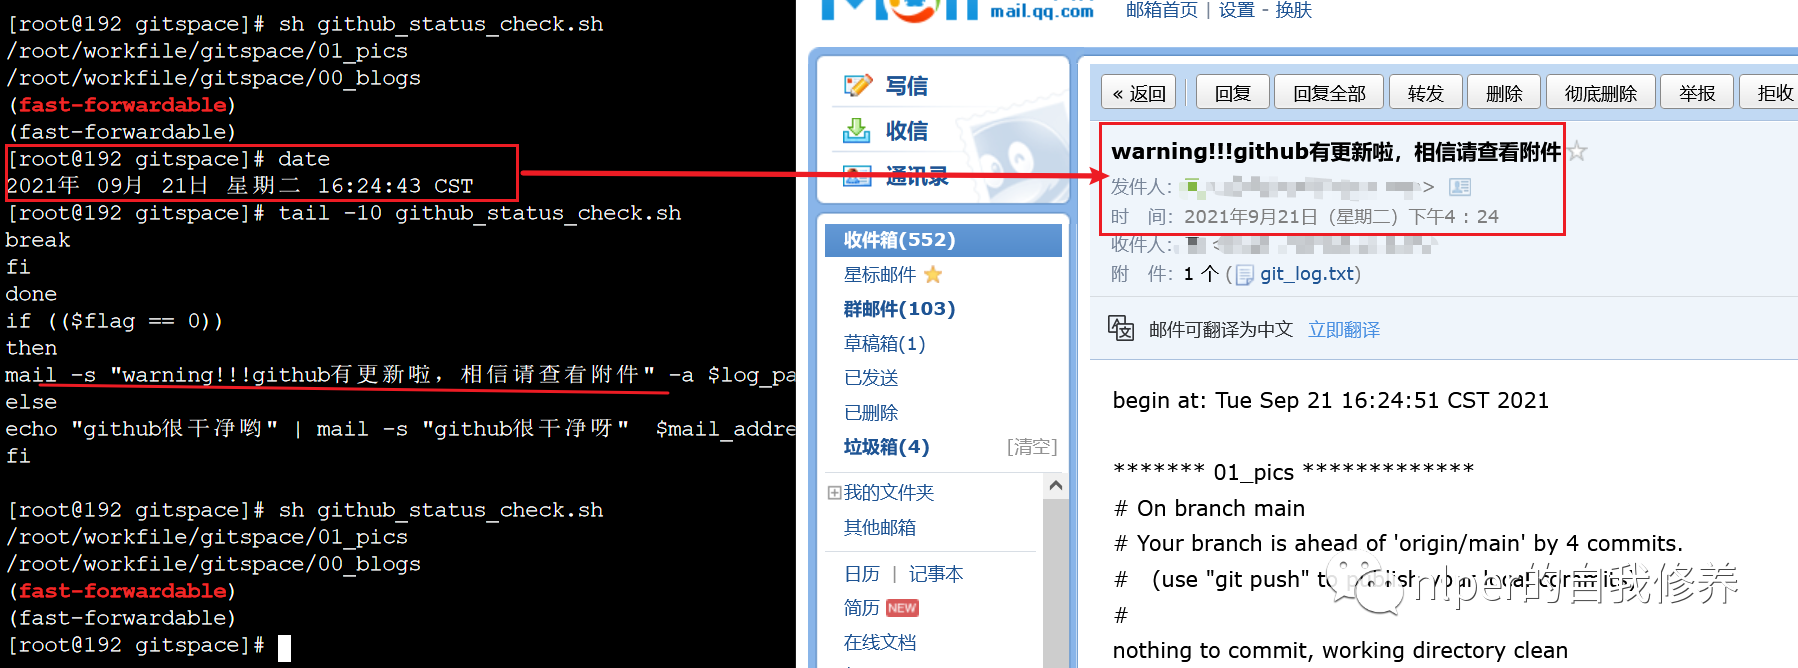 [root@192 gitspace]# sh github_status_check.sh
/root/workfile/gitspace/01_pics
/root/workfile/gitspace/00_blogs
(fast-forwardable)
(fast-forwardable)
[root@192 gitspace]# date
2021年 09月 21日 星期二 16:24:43 CST
[root@192 gitspace]# tail -10 github_status_check.sh
break
fi
done
if (($flag == 0))
then
mail -s "warning!!!github有更新啦，相信请查看附件" -a $log_pa
else
echo "github很干净哟" | mail -s "github很干净呀" $mail_addre
fi
[root@192 gitspace]# sh github_status_check.sh
/root/workfile/gitspace/01_pics
/root/workfile/gitspace/00_blogs
(fast-forwardable)
(fast-forwardable)
[root@192 gitspace]#
mail.qq.com
邮箱首页 | 设置 - 换肤
写信
收信
通讯录
收件箱(552)
星标邮件
群邮件(103)
草稿箱(1)
已发送
已删除
垃圾箱(4) [清空]
我的文件夹
其他邮箱
日历 | 记事本
简历 NEW
在线文档
« 返回 回复 回复全部 转发 删除 彻底删除 举报 拒收
warning!!!github有更新啦，相信请查看附件
发件人： >
时 间： 2021年9月21日（星期二）下午4：24
收件人： <
附 件： 1 个 ( git_log.txt)
邮件可翻译为中文 立即翻译
begin at: Tue Sep 21 16:24:51 CST 2021
******* 01_pics *************
# On branch main
# Your branch is ahead of 'origin/main' by 4 commits.
# (use "git push" to publish your local commits)
#
nothing to commit, working directory clean
nlper的自我修养